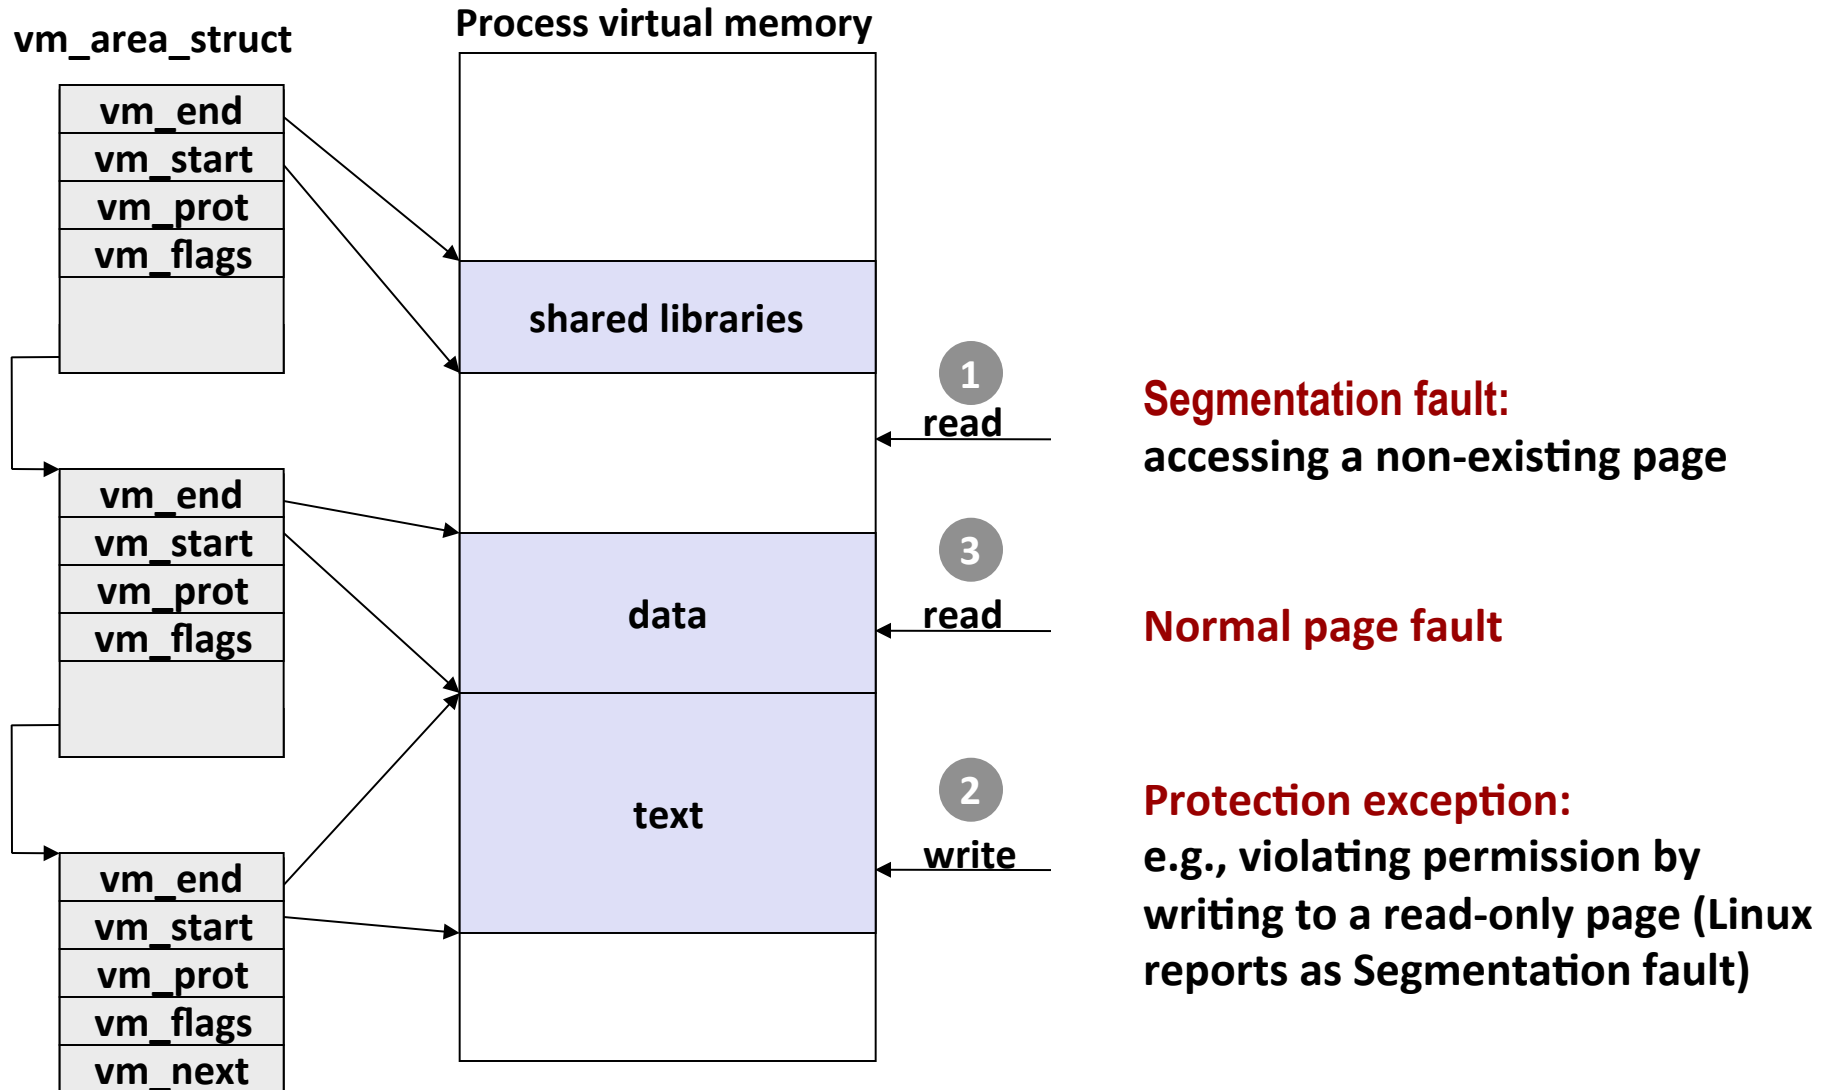 Process virtual memory
vm_area_struct
vm_end
vm_start
vm_prot
vm_flags
shared libraries
1
read
Segmentation fault:
accessing a non-existing page
vm_end
vm_start
vm_prot
vm_flags
data
3
read
Normal page fault
text
2
write
Protection exception:
e.g., violating permission by
writing to a read-only page (Linux
reports as Segmentation fault)
vm_end
vm_start
vm_prot
vm_flags
vm_next